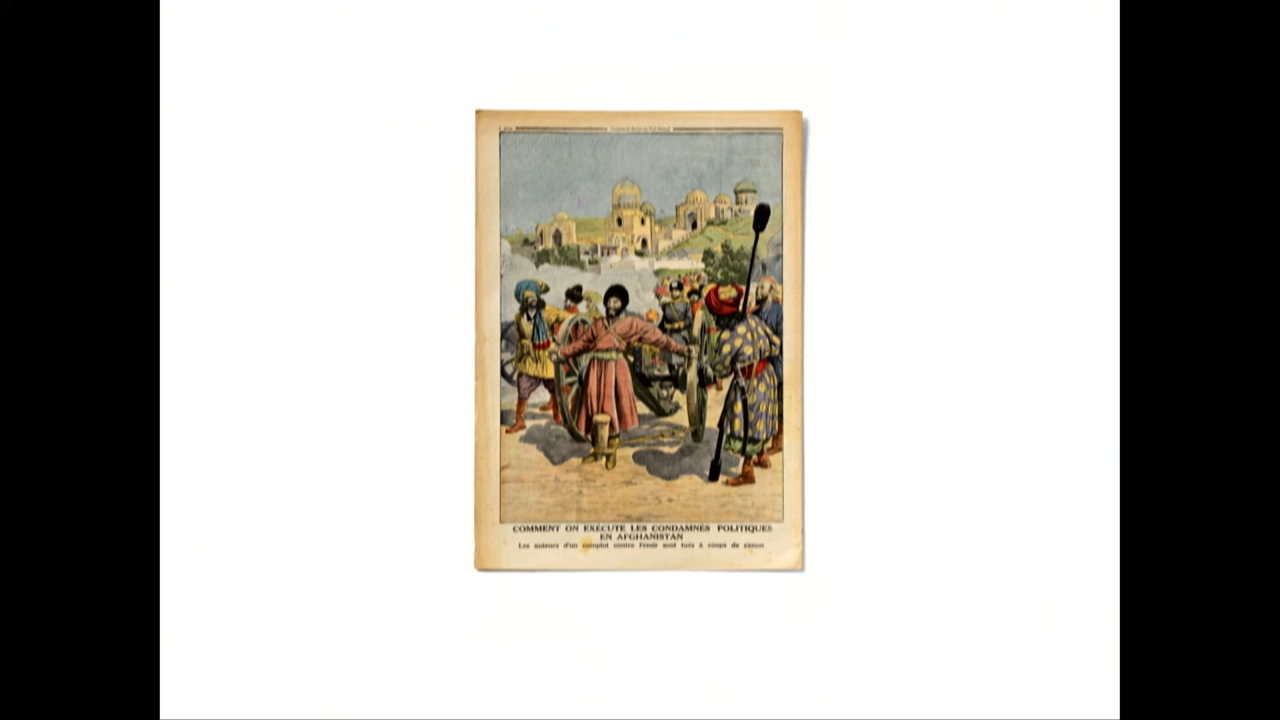 COMMENT ON EXÉCUTE LES CONDAMNÉS POLITIQUES
EN AFGHANISTAN
Les auteurs d'un complot contre l'émir sont tués à coups de canon